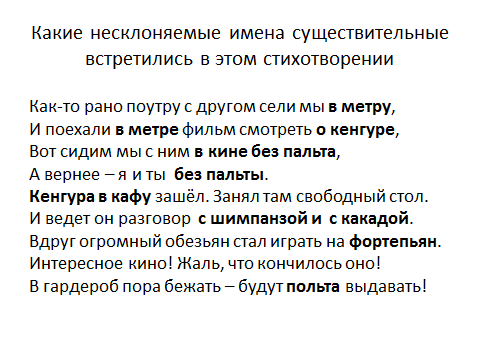 Какие несклоняемые имена существительные
встретились в этом стихотворении
Как-то рано поутру с другом сели мы в метру,
И поехали в метре фильм смотреть о кенгуре,
Вот сидим мы с ним в кине без пальта,
А вернее – я и ты без пальты.
Кенгура в кафу зашёл. Занял там свободный стол.
И ведет он разговор с шимпанзой и с какадой.
Вдруг огромный обезьян стал играть на фортепьян.
Интересное кино! Жаль, что кончилось оно!
В гардероб пора бежать – будут польта выдавать!